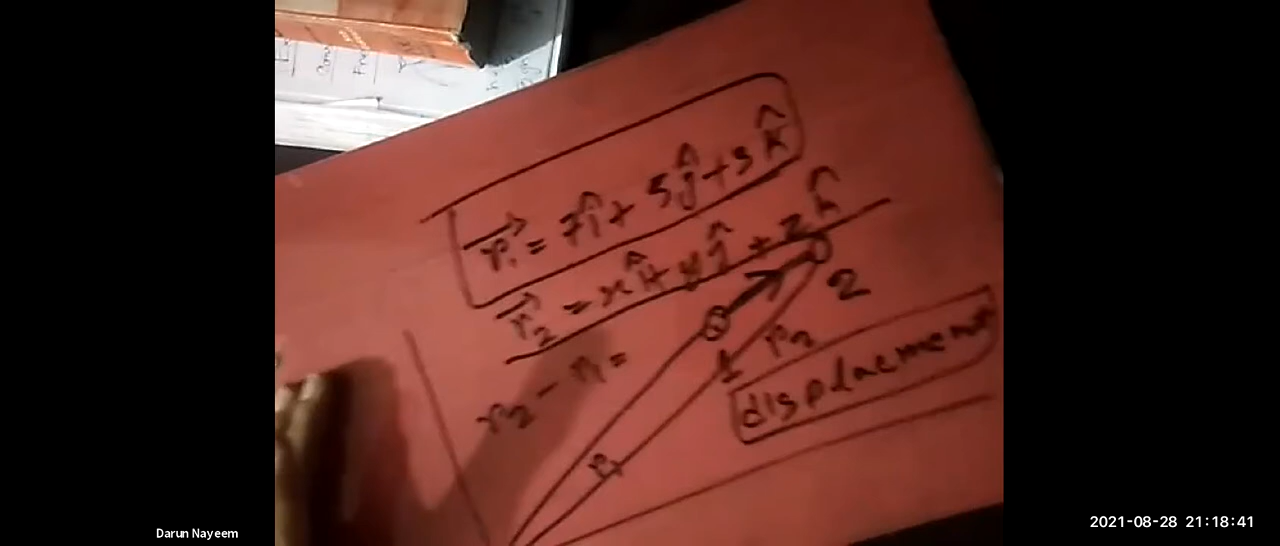 r₁⃗ = 7î + 5ĵ + 3k̂
r₂⃗ = xî + yĵ + zk̂
r₂ - r₁ =
2
1
r₂
displacement
r₁
Darun Nayeem
2021-08-28 21:18:41